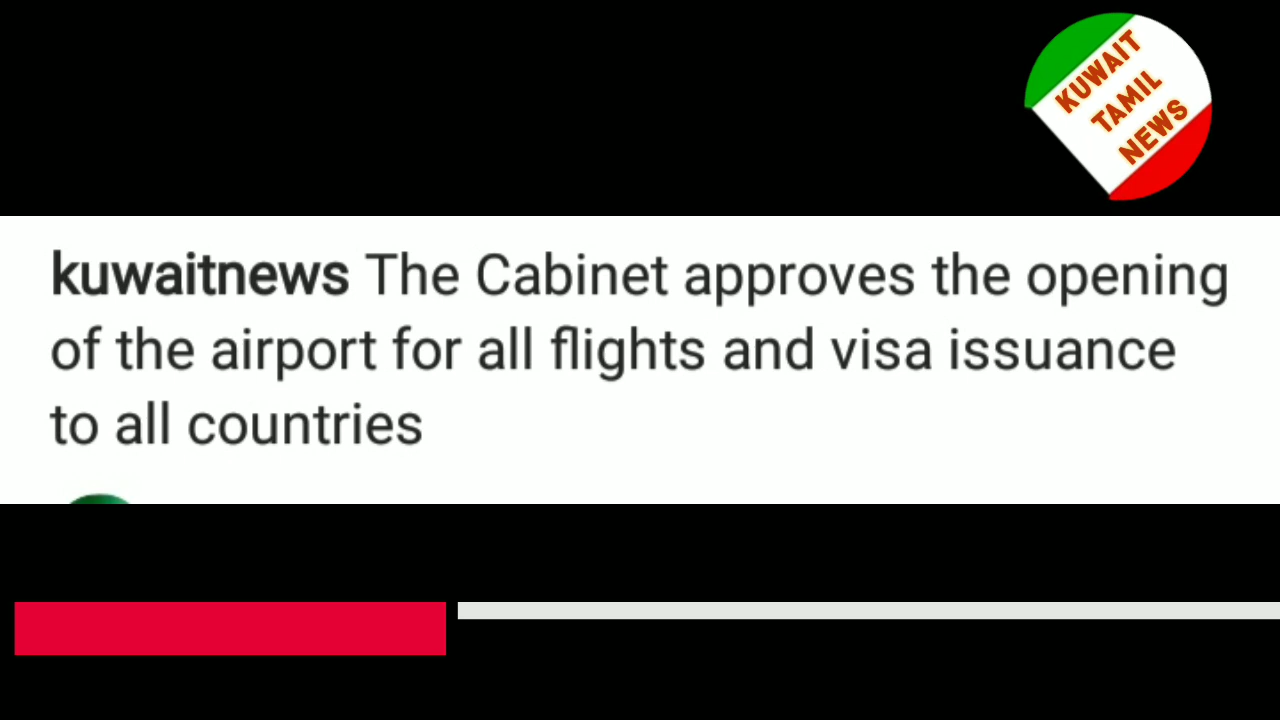 KUWAIT
TAMIL
NEWS
kuwaitnews The Cabinet approves the opening
of the airport for all flights and visa issuance
to all countries